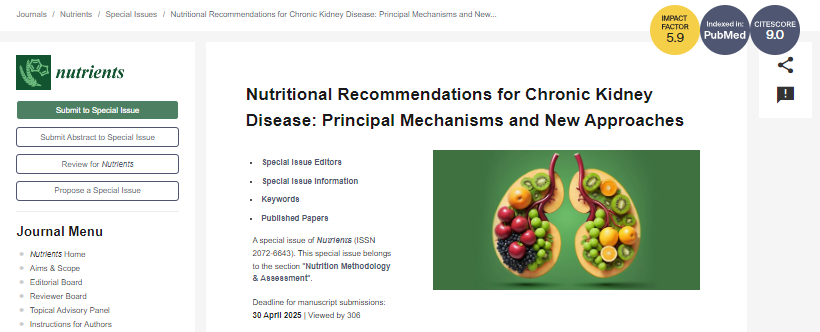 Journals / Nutrients / Special Issues / Nutritional Recommendations for Chronic Kidney Disease: Principal Mechanisms and New...
IMPACT
FACTOR
5.9
Indexed in:
PubMed
CITESCORE
9.0
nutrients
Submit to Special Issue
Submit Abstract to Special Issue
Review for Nutrients
Propose a Special Issue
Journal Menu
Nutrients Home
Aims & Scope
Editorial Board
Reviewer Board
Topical Advisory Panel
Instructions for Authors
Nutritional Recommendations for Chronic Kidney
Disease: Principal Mechanisms and New Approaches
Special Issue Editors
Special Issue Information
Keywords
Published Papers
A special issue of Nutrients (ISSN
2072-6643). This special issue belongs
to the section "Nutrition Methodology
& Assessment".
Deadline for manuscript submissions:
30 April 2025 | Viewed by 306